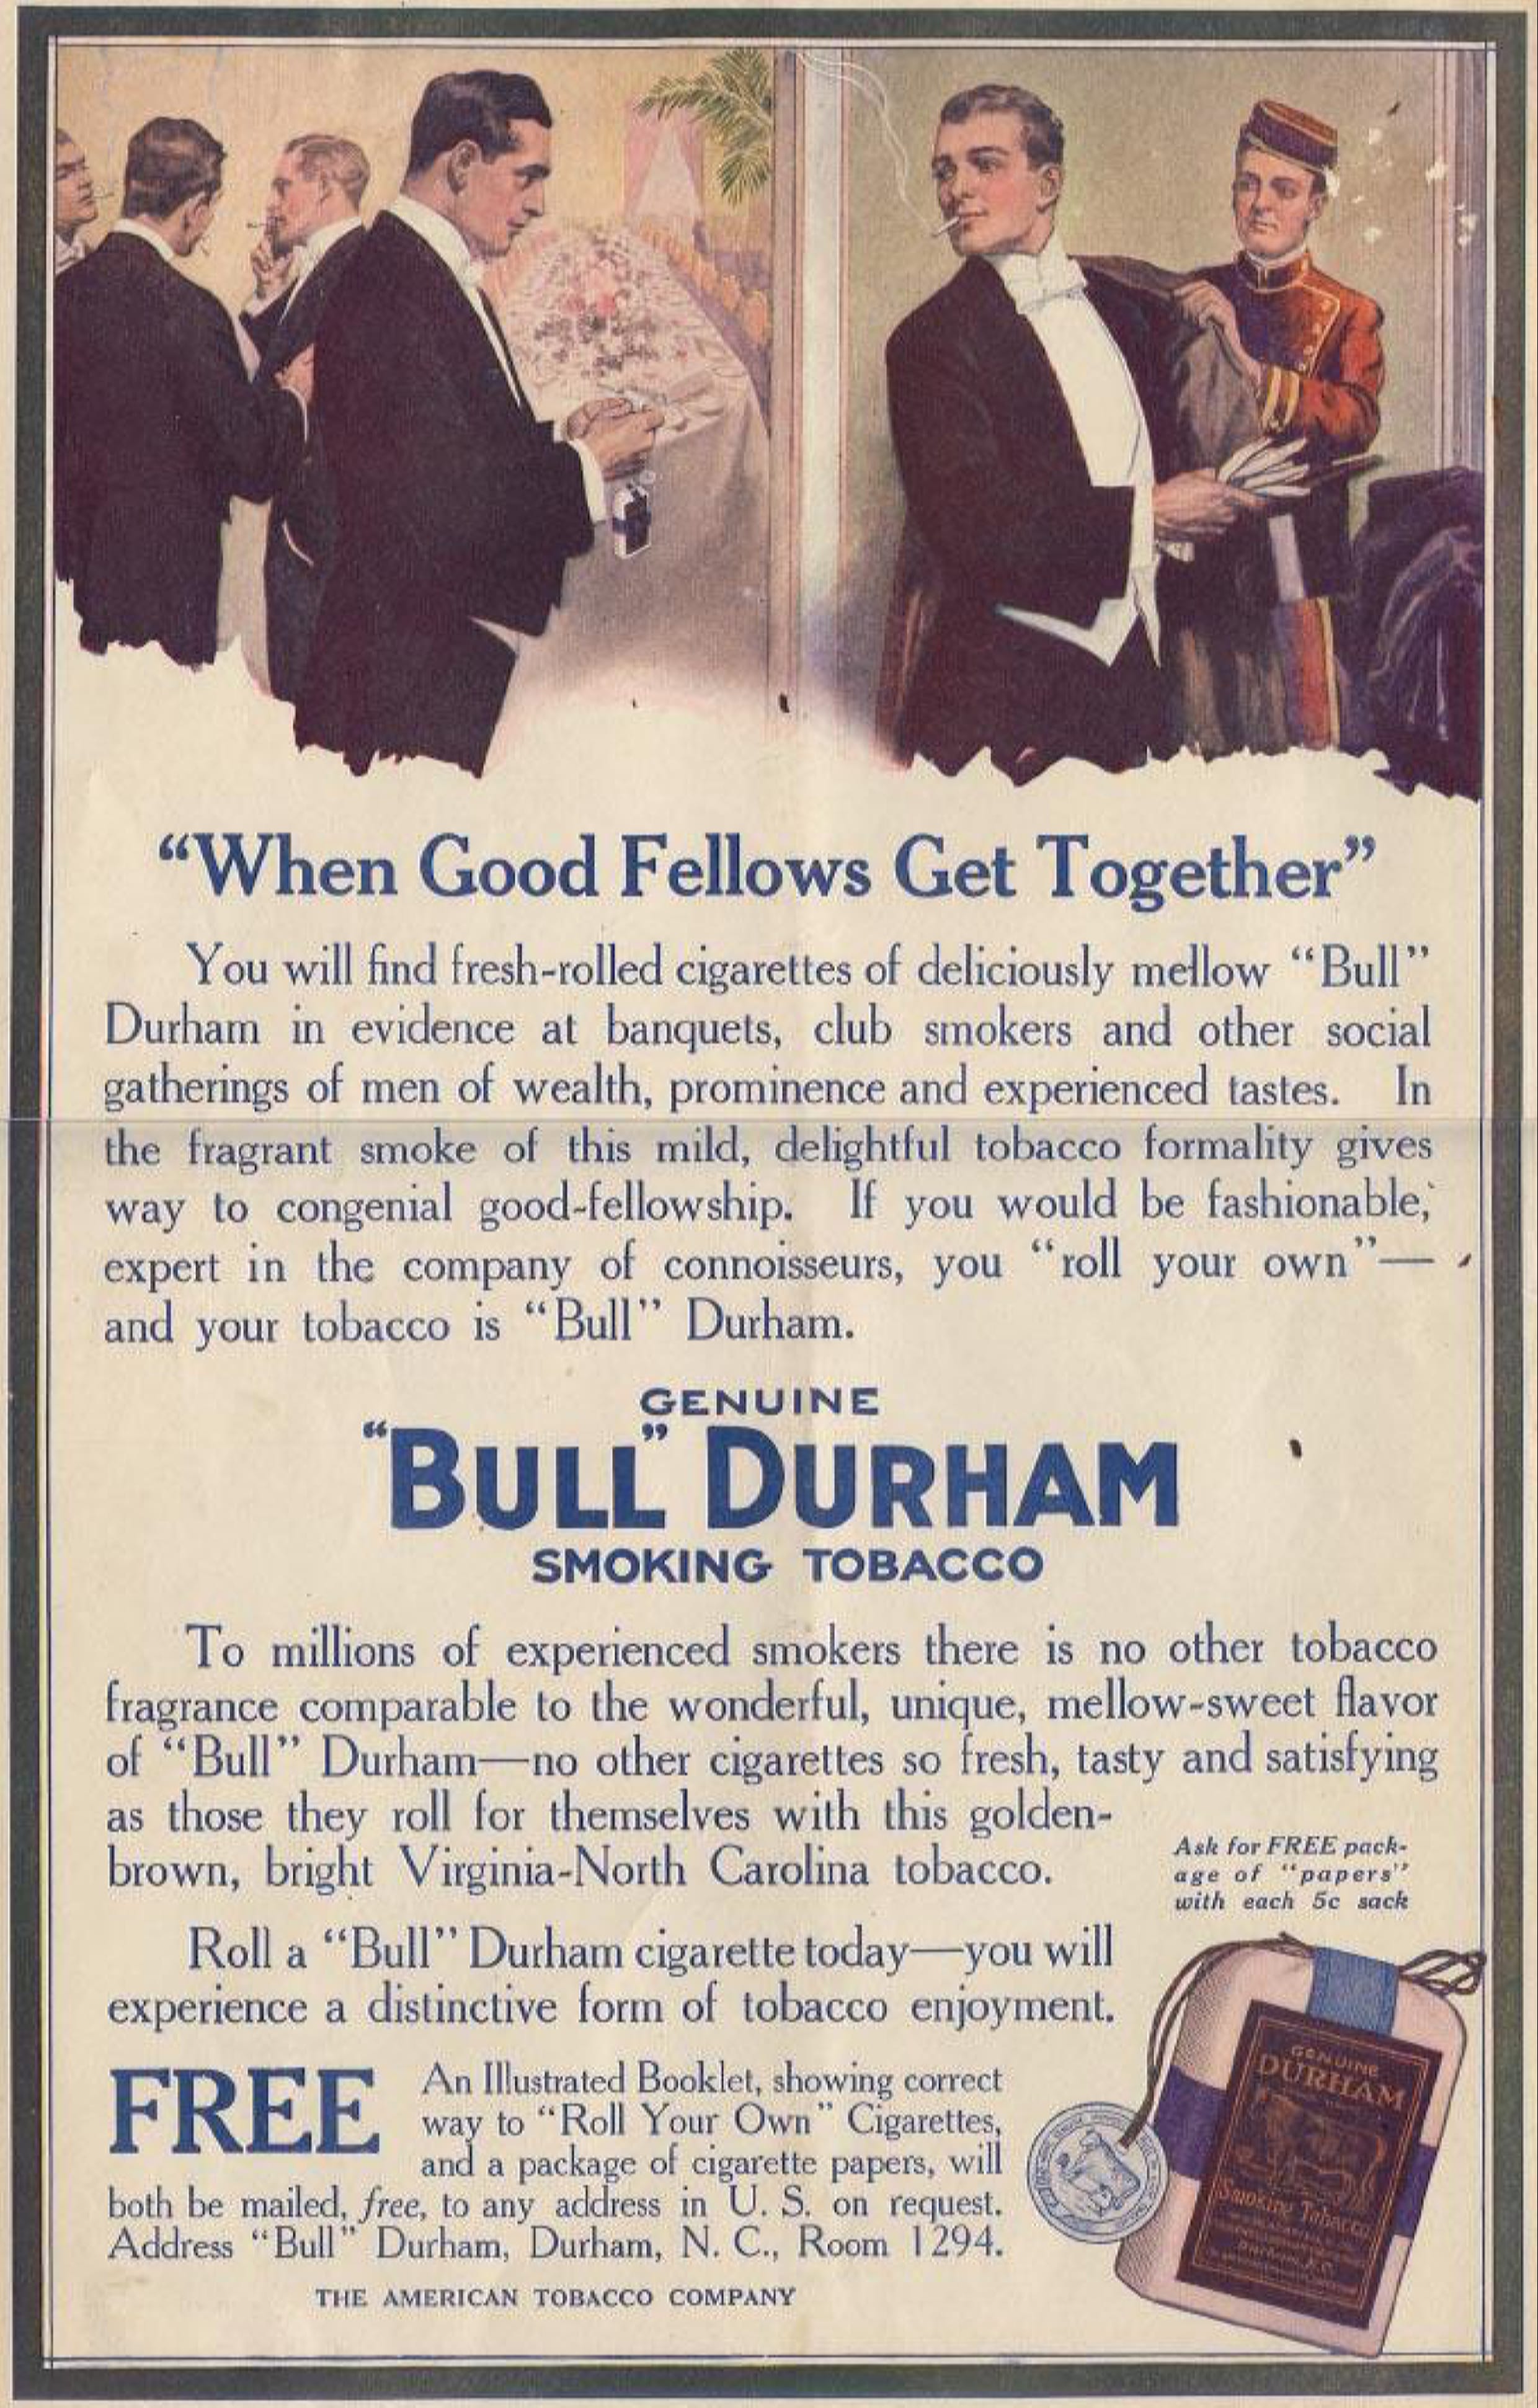 “When Good Fellows Get Together”
You will find fresh-rolled cigarettes of deliciously mellow “Bull”
Durham in evidence at banquets, club smokers and other social
gatherings of men of wealth, prominence and experienced tastes. In
the fragrant smoke of this mild, delightful tobacco formality gives
way to congenial good-fellowship. If you would be fashionable,
expert in the company of connoisseurs, you “roll your own”—
and your tobacco is “Bull” Durham.
GENUINE
“BULL” DURHAM
SMOKING TOBACCO
To millions of experienced smokers there is no other tobacco
fragrance comparable to the wonderful, unique, mellow-sweet flavor
of “Bull” Durham—no other cigarettes so fresh, tasty and satisfying
as those they roll for themselves with this golden-
brown, bright Virginia-North Carolina tobacco.
Ask for FREE pack-
age of “papers”
with each 5c sack
Roll a “Bull” Durham cigarette today—you will
experience a distinctive form of tobacco enjoyment.
FREE
An Illustrated Booklet, showing correct
way to “Roll Your Own” Cigarettes,
and a package of cigarette papers, will
both be mailed, free, to any address in U. S. on request.
Address “Bull” Durham, Durham, N. C., Room 1294.
THE AMERICAN TOBACCO COMPANY
GENUINE
DURHAM
Smoking Tobacco